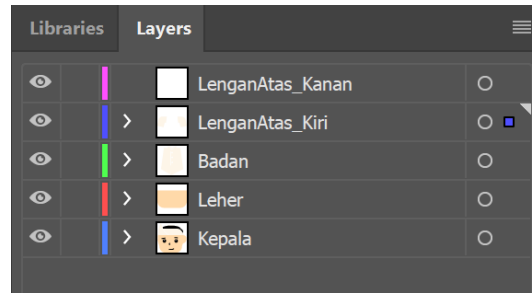 Libraries Layers
LenganAtas_Kanan
LenganAtas_Kiri
Badan
Leher
Kepala